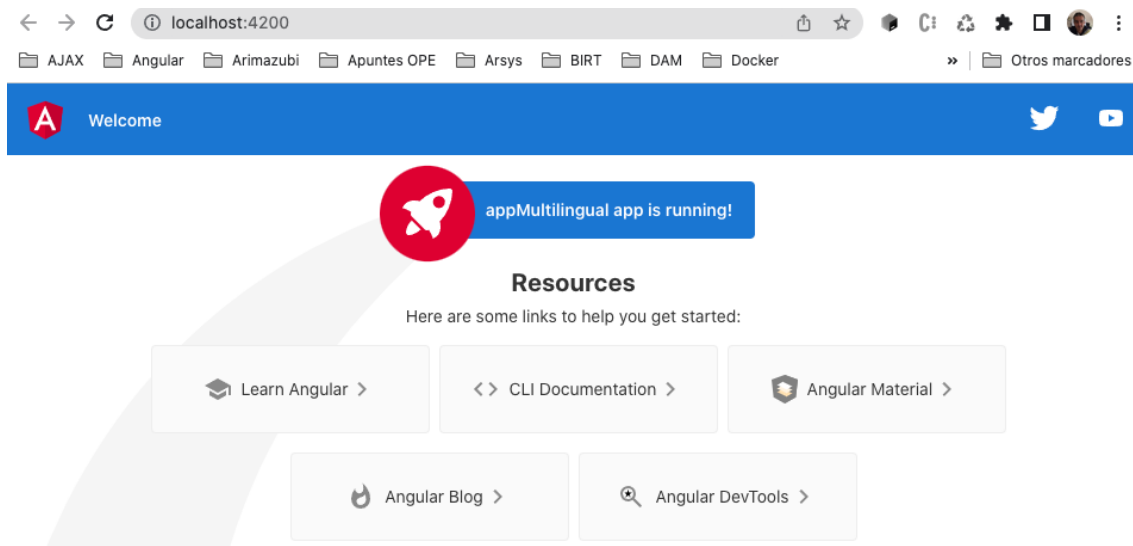 localhost:4200
AJAX Angular Arimazubi Apuntes OPE Arsys BIRT DAM Docker » Otros marcadores
A Welcome
appMultilingual app is running!
Resources
Here are some links to help you get started:
Learn Angular CLI Documentation Angular Material
Angular Blog Angular DevTools